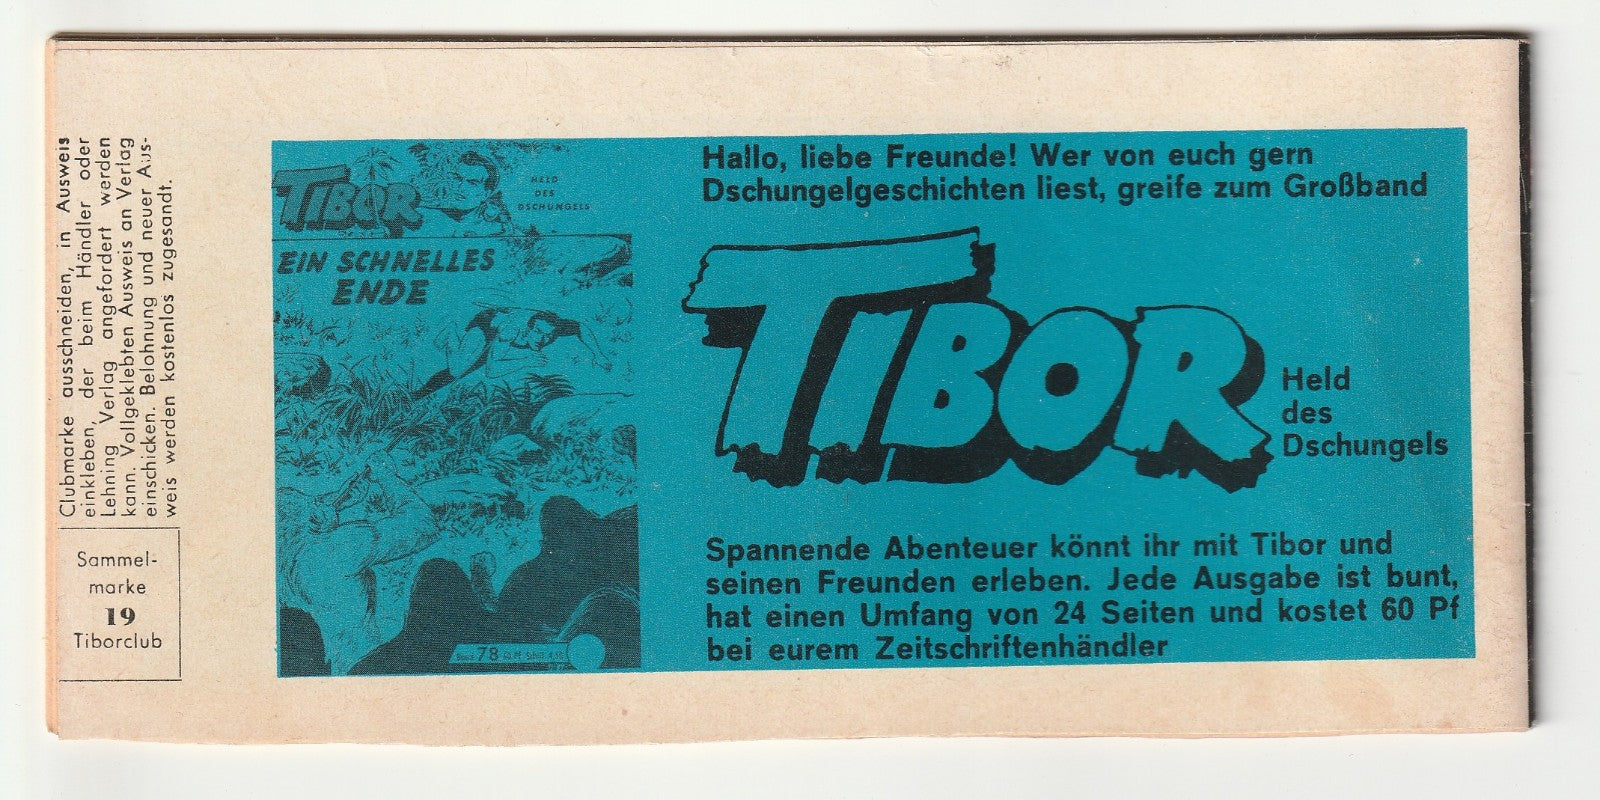 Clubmarke ausschneiden, in Ausweis
einkleben, der beim Händler oder
Lehning Verlag angefordert werden
kann. Vollgeklebten Ausweis an Verlag
einschicken. Belohnung und neuer Aus-
weis werden kostenlos zugesandt.
Sammel-
marke
19
Tiborclub
TIBOR
HELD
DES
DSCHUNGELS
EIN SCHNELLES
ENDE
78
Hallo, liebe Freunde! Wer von euch gern
Dschungelgeschichten liest, greife zum Großband
TIBOR
Held
des
Dschungels
Spannende Abenteuer könnt ihr mit Tibor und
seinen Freunden erleben. Jede Ausgabe ist bunt,
hat einen Umfang von 24 Seiten und kostet 60 Pf
bei eurem Zeitschriftenhändler